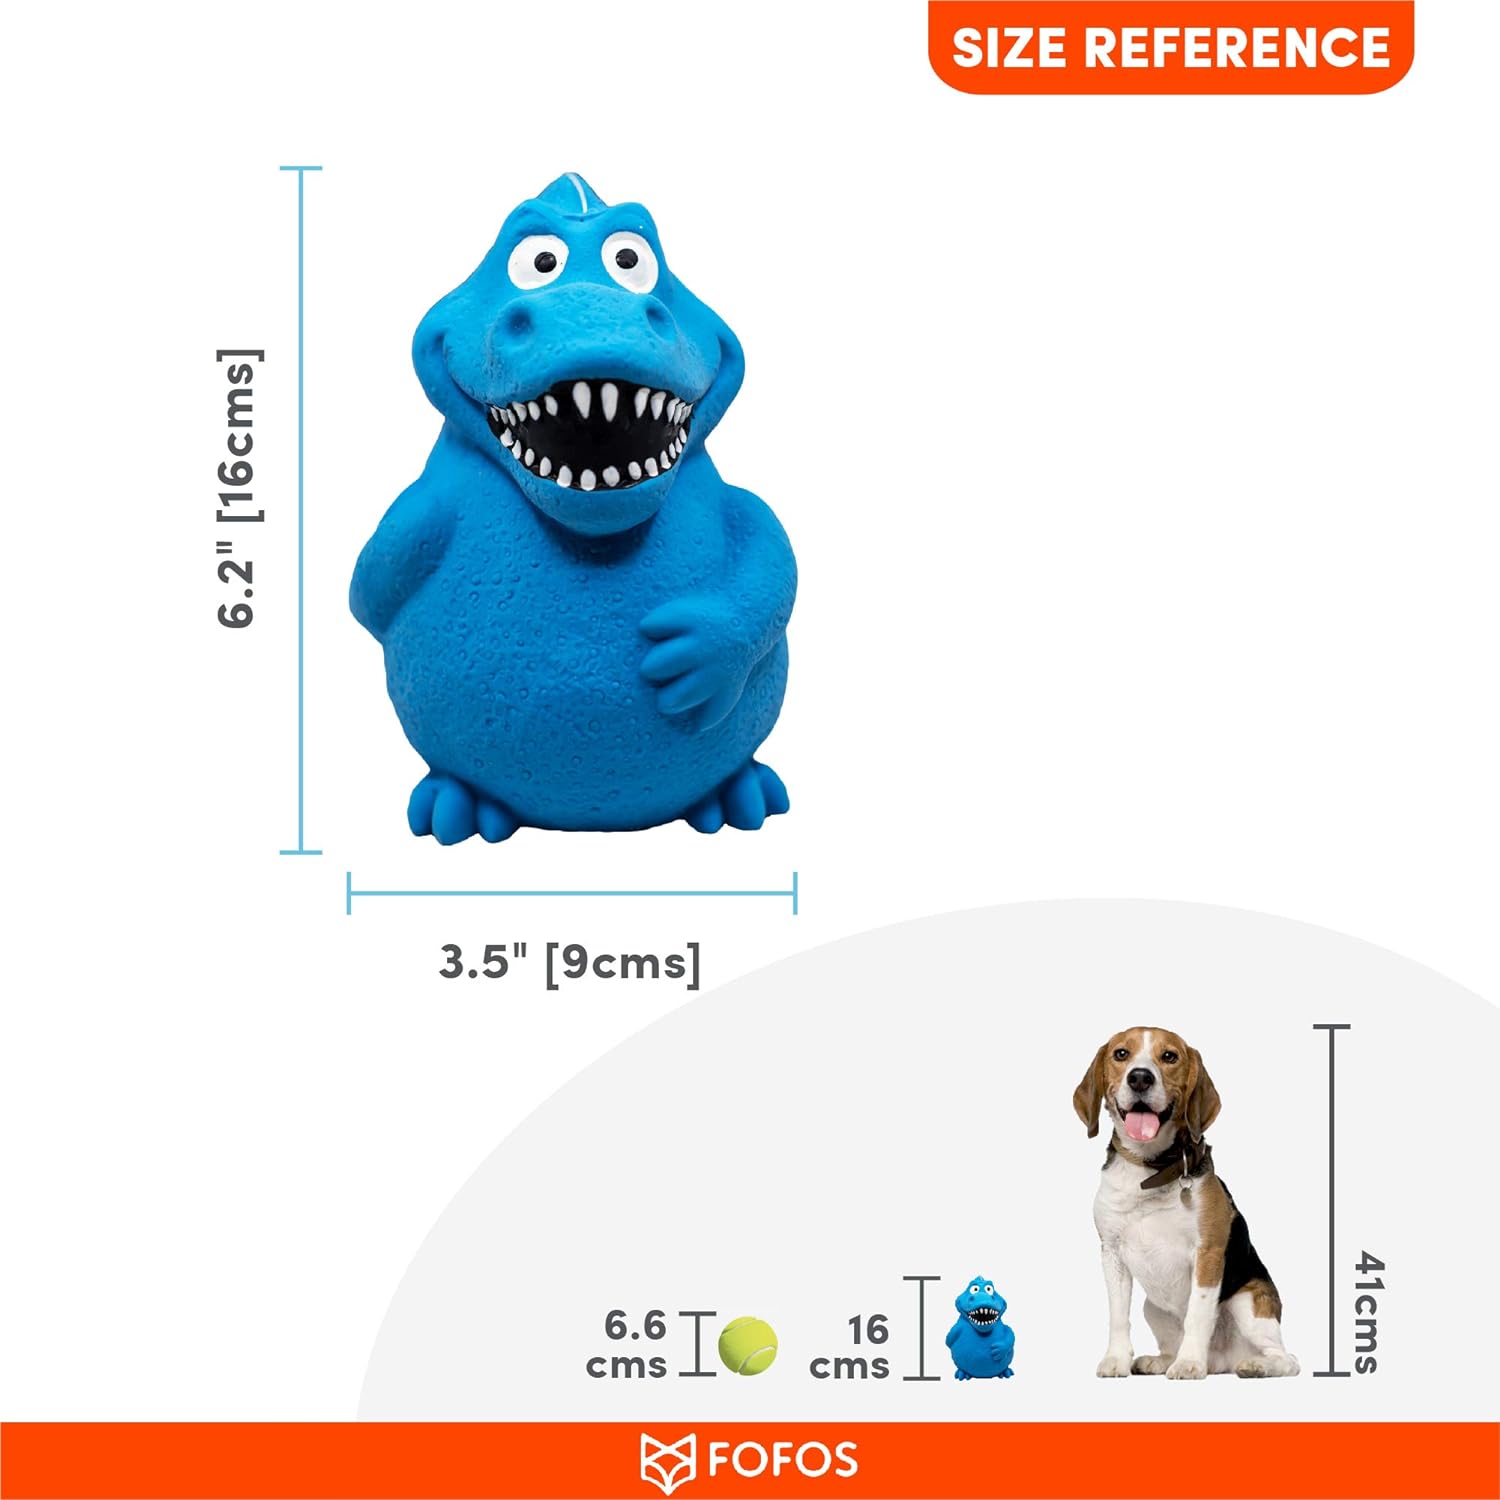 SIZE REFERENCE
6.2" [16cms]
3.5" [9cms]
6.6
cms
16
cms
41cms
FOFOS